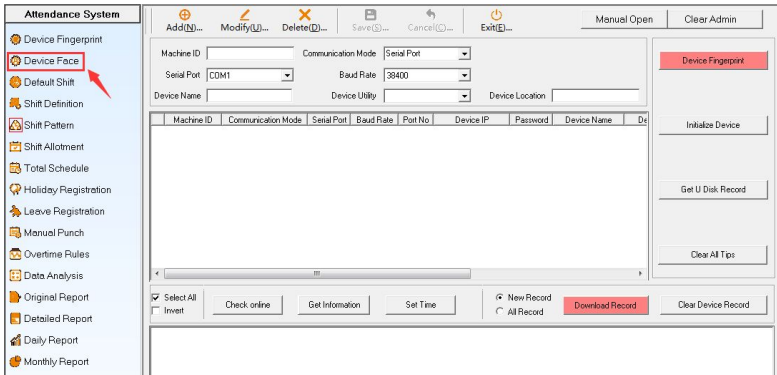 Attendance System
Device Fingerprint
Device Face
Default Shift
Shift Definition
Shift Pattern
Shift Allotment
Total Schedule
Holiday Registration
Leave Registration
Manual Punch
Overtime Rules
Data Analysis
Original Report
Detailed Report
Daily Report
Monthly Report
Add(N)... Modify(U)... Delete(D)... Save(S)... Cancel(C)... Exit(E)... Manual Open Clear Admin
Machine ID Communication Mode Serial Port
Serial Port COM1 Baud Rate 38400
Device Name Device Utility Device Location
Machine ID Communication Mode Serial Port Baud Rate Port No Device IP Password Device Name De
Select All
Invert
Check online Get Information Set Time
New Record
All Record
Download Record Clear Device Record
Device Fingerprint
Initialize Device
Get U Disk Record
Clear All Tips